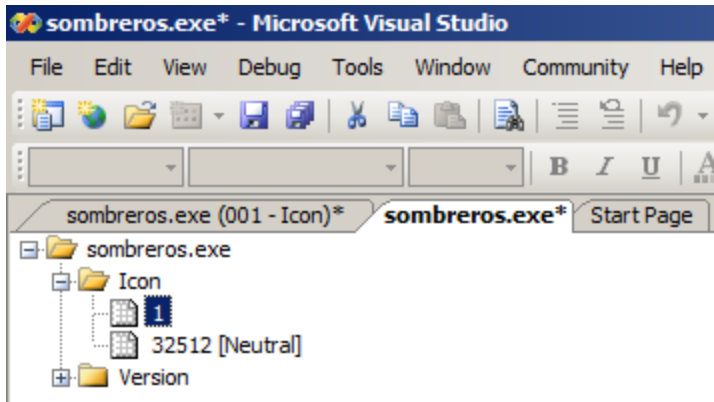 sombreros.exe* - Microsoft Visual Studio
File Edit View Debug Tools Window Community Help
B I U A
sombreros.exe (001 - Icon)* sombreros.exe* Start Page
sombreros.exe
Icon
1
32512 [Neutral]
Version